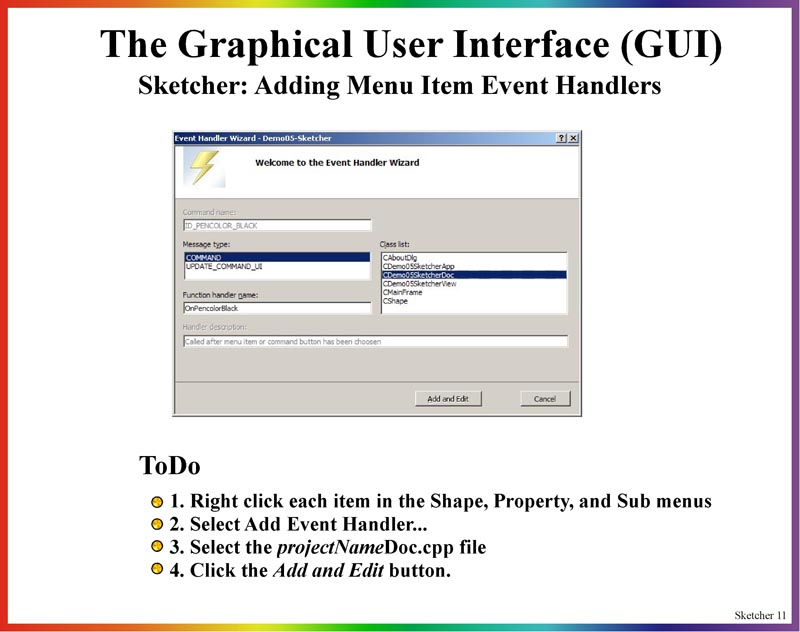 The Graphical User Interface (GUI)
Sketcher: Adding Menu Item Event Handlers
Event Handler Wizard - Demo05-Sketcher
Welcome to the Event Handler Wizard
Command name:
ID_PENCOLOR_BLACK
Message type:
COMMAND
UPDATE_COMMAND_UI
Class list:
CAboutDlg
CDemo05SketcherApp
CDemo05SketcherDoc
CDemo05SketcherView
CMainFrame
CShape
Function handler name:
OnPencolorBlack
Handler description:
Called after menu item or command button has been choosen
Add and Edit
Cancel
ToDo
1. Right click each item in the Shape, Property, and Sub menus
2. Select Add Event Handler...
3. Select the projectNameDoc.cpp file
4. Click the Add and Edit button.
Sketcher 11